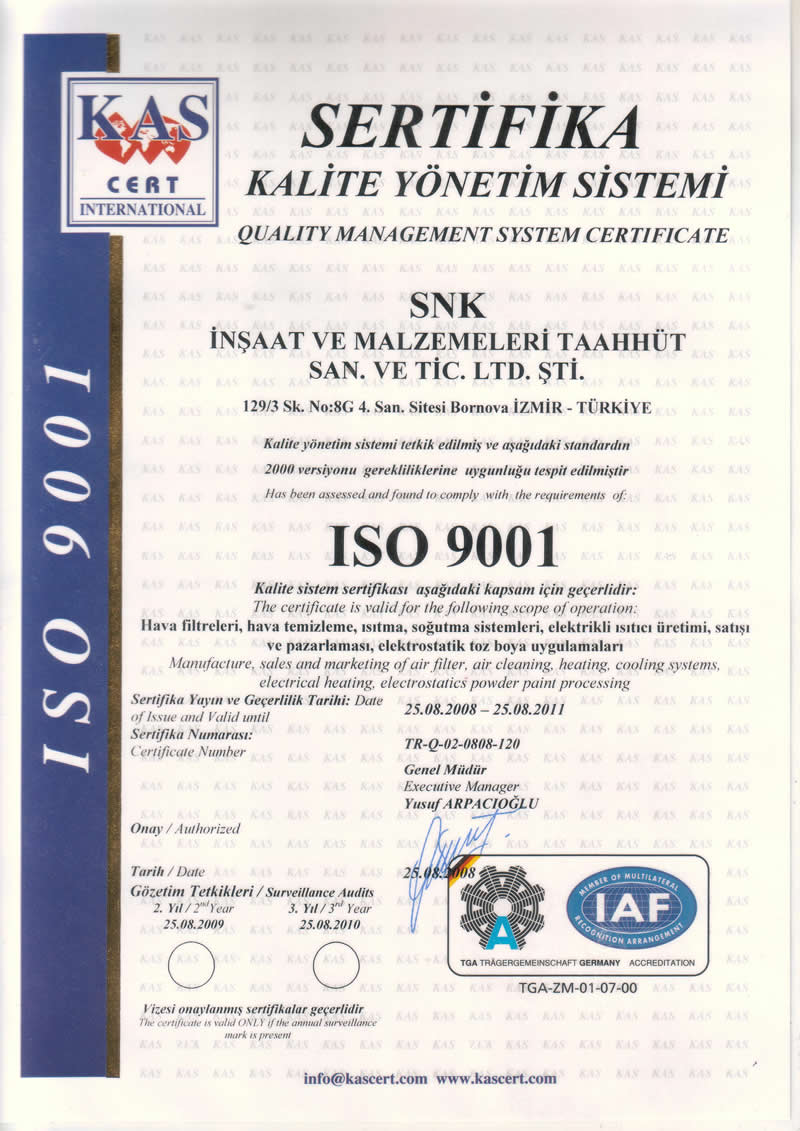 KAS
CERT
INTERNATIONAL
SERTİFİKA
KALİTE YÖNETİM SİSTEMİ
QUALITY MANAGEMENT SYSTEM CERTIFICATE
ISO 9001
SNK
İNŞAAT VE MALZEMELERİ TAAHHÜT
SAN. VE TİC. LTD. ŞTİ.
129/3 Sk. No:8G 4. San. Sitesi Bornova İZMİR - TÜRKİYE
Kalite yönetim sistemi tetkik edilmiş ve aşağıdaki standardın
2000 versiyonu gerekliliklerine uygunluğu tespit edilmiştir
Has been assessed and found to comply with the requirements of:
ISO 9001
Kalite sistem sertifikası aşağıdaki kapsam için geçerlidir:
The certificate is valid for the following scope of operation:
Hava filtreleri, hava temizleme, ısıtma, soğutma sistemleri, elektrikli ısıtıcı üretimi, satışı
ve pazarlaması, elektrostatik toz boya uygulamaları
Manufacture, sales and marketing of air filter, air cleaning, heating, cooling systems,
electrical heating, electrostatics powder paint processing
Sertifika Yayın ve Geçerlilik Tarihi: Date
of Issue and Valid until
25.08.2008 – 25.08.2011
Sertifika Numarası:
Certificate Number
TR-Q-02-0808-120
Genel Müdür
Executive Manager
Yusuf ARPACIOĞLU
Onay / Authorized
Tarih / Date
25.08.2008
Gözetim Tetkikleri / Surveillance Audits
2. Yıl / 2nd Year 3. Yıl / 3rd Year
25.08.2009 25.08.2010
A
MEMBER OF MULTILATERAL
IAF
RECOGNITION ARRANGEMENT
TGA TRÄGERGEMEINSCHAFT GERMANY ACCREDITATION
TGA-ZM-01-07-00
Vizesi onaylanmış sertifikalar geçerlidir
The certificate is valid ONLY if the annual surveillance
mark is present
info@kascert.com www.kascert.com